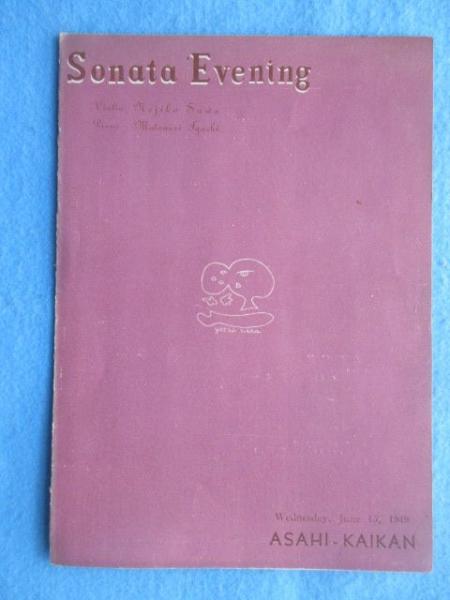 Sonata Evening
Violin Nejiko Suwa
Piano Motonari Iguchi
Wednesday, June 15, 1949
ASAHI-KAIKAN